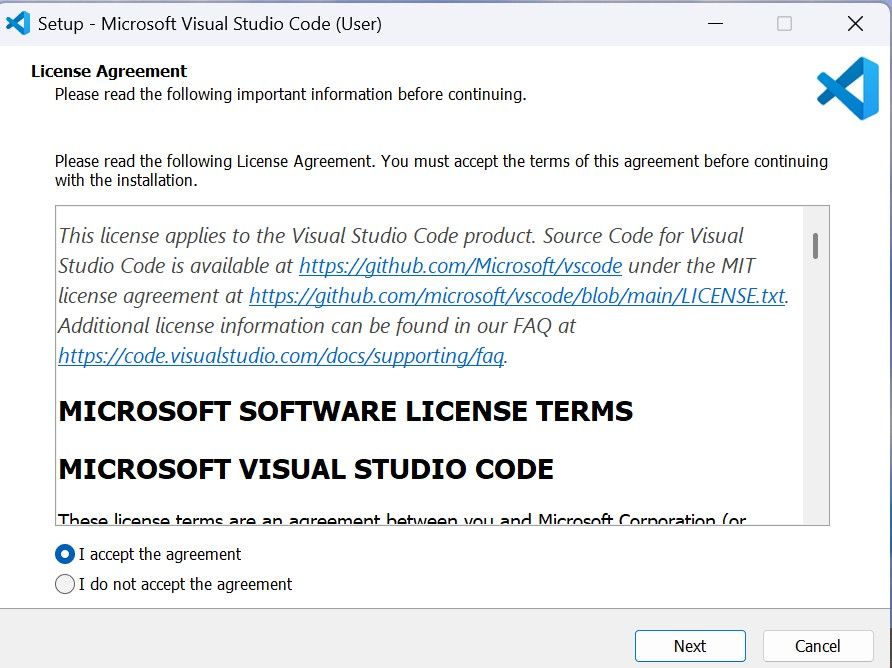 Setup - Microsoft Visual Studio Code (User)
License Agreement
Please read the following important information before continuing.
Please read the following License Agreement. You must accept the terms of this agreement before continuing
with the installation.
This license applies to the Visual Studio Code product. Source Code for Visual
Studio Code is available at https://github.com/Microsoft/vscode under the MIT
license agreement at https://github.com/microsoft/vscode/blob/main/LICENSE.txt.
Additional license information can be found in our FAQ at
https://code.visualstudio.com/docs/supporting/faq.
MICROSOFT SOFTWARE LICENSE TERMS
MICROSOFT VISUAL STUDIO CODE
These license terms are an agreement between you and Microsoft Corporation (or
I accept the agreement
I do not accept the agreement
Next
Cancel